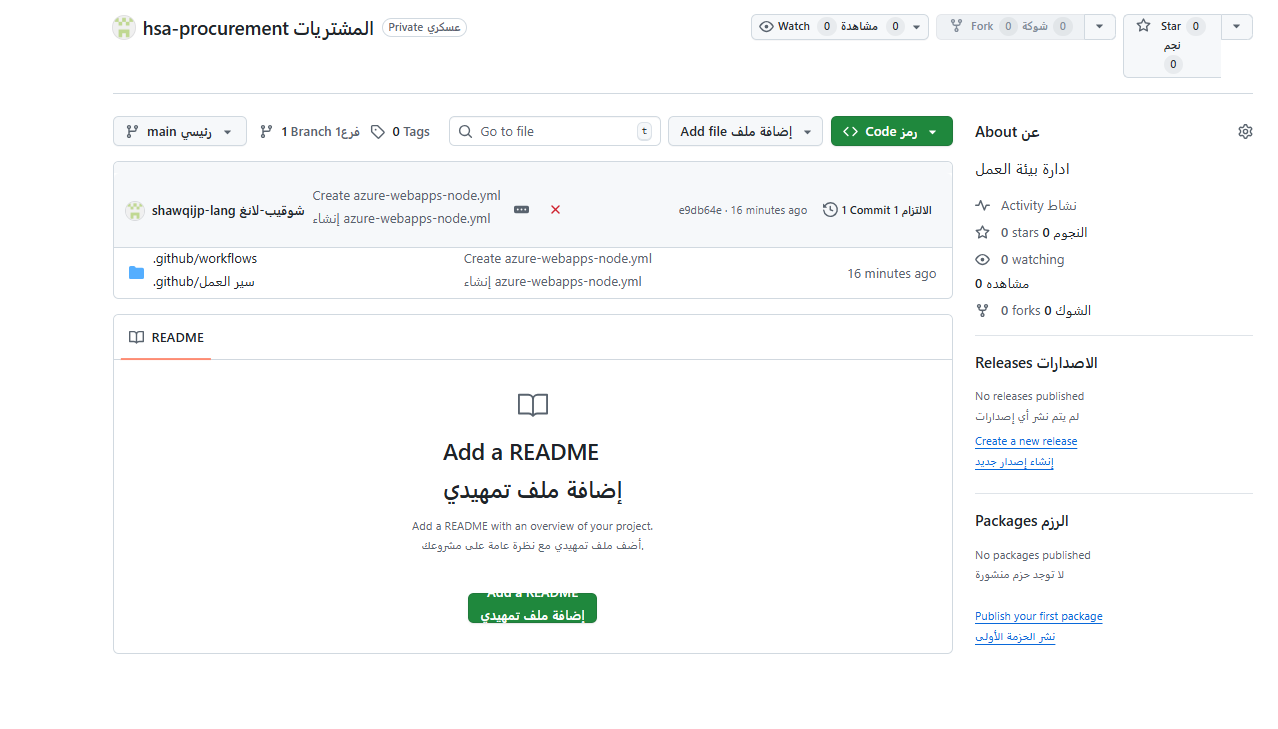 hsa-procurement المشتريات Private عسكري
Watch 0 مشاهدة 0
Fork 0 شوكة 0
Star 0
نجم
0
main رئيسي
1 Branch 1فرع
0 Tags
Go to file t
Add file إضافة ملف
Code رمز
shawqijp-lang شوقيب-لانغ
Create azure-webapps-node.yml
إنشاء azure-webapps-node.yml
e9db64e · 16 minutes ago
1 Commit 1 الالتزام
.github/workflows
.github/سير العمل
Create azure-webapps-node.yml
إنشاء azure-webapps-node.yml
16 minutes ago
README
Add a README
إضافة ملف تمهيدي
Add a README with an overview of your project.
أضف ملف تمهيدي مع نظرة عامة على مشروعك.
Add a README
إضافة ملف تمهيدي
About عن
ادارة بيئة العمل
Activity نشاط
0 stars 0 النجوم
0 watching
0 مشاهده
0 forks 0 الشوك
Releases الاصدارات
No releases published
لم يتم نشر أي إصدارات
Create a new release
إنشاء إصدار جديد
Packages الرزم
No packages published
لا توجد حزم منشورة
Publish your first package
نشر الحزمة الأولى